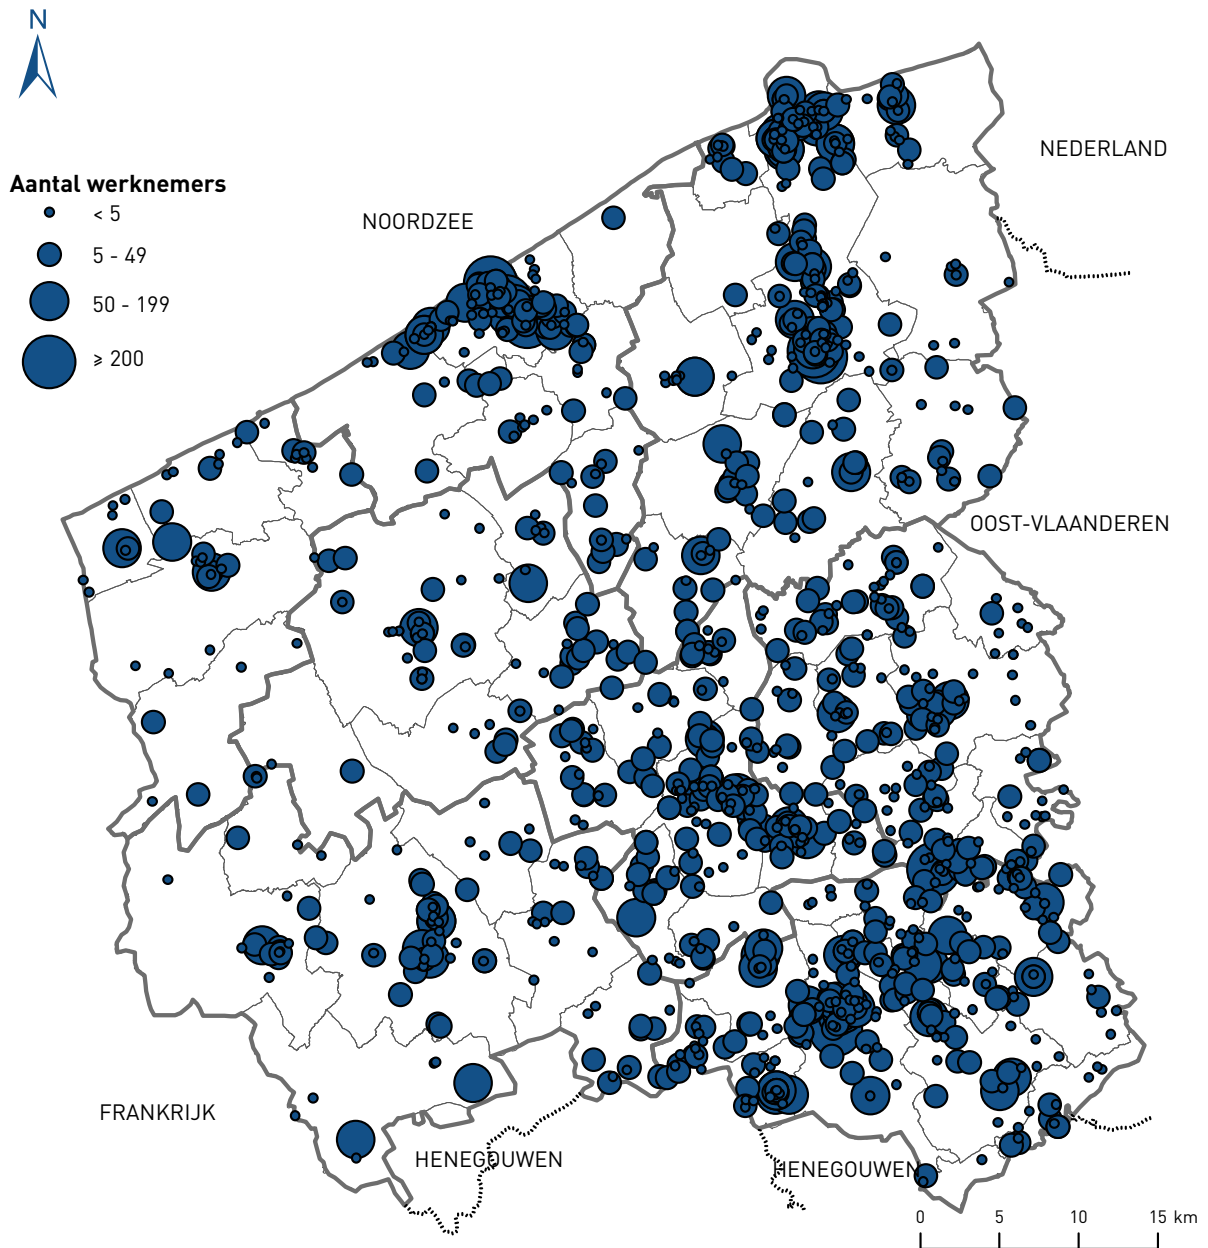 N
NEDERLAND
Aantal werknemers
< 5
5 - 49
50 - 199
≥ 200
NOORDZEE
OOST-VLAANDEREN
FRANKRIJK
HENEGOUWEN
HENEGOUWEN
0 5 10 15 km